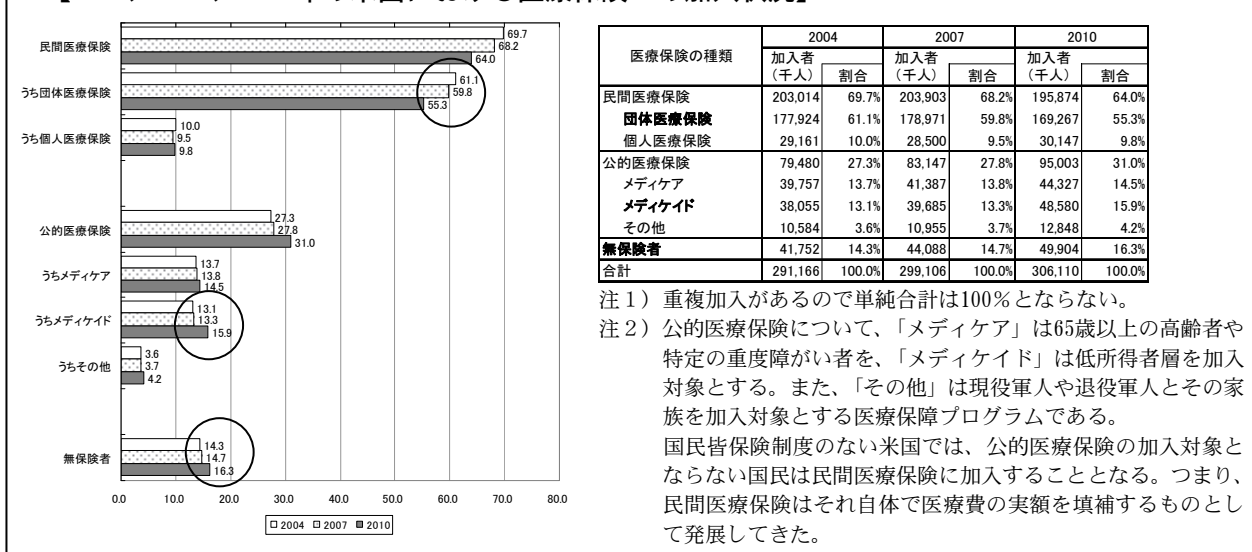 民間医療保険
69.7
68.2
64.0
うち団体医療保険
61.1
59.8
55.3
うち個人医療保険
10.0
9.5
9.8
公的医療保険
27.3
27.8
31.0
うちメディケア
13.7
13.8
14.5
うちメディケイド
13.1
13.3
15.9
うちその他
3.6
3.7
4.2
無保険者
14.3
14.7
16.3
0.0 10.0 20.0 30.0 40.0 50.0 60.0 70.0 80.0
2004 2007 2010
医療保険の種類 2004 2007 2010
加入者(千人) 割合 加入者(千人) 割合 加入者(千人) 割合
民間医療保険 203,014 69.7% 203,903 68.2% 195,874 64.0%
団体医療保険 177,924 61.1% 178,971 59.8% 169,267 55.3%
個人医療保険 29,161 10.0% 28,500 9.5% 30,147 9.8%
公的医療保険 79,480 27.3% 83,147 27.8% 95,003 31.0%
メディケア 39,757 13.7% 41,387 13.8% 44,327 14.5%
メディケイド 38,055 13.1% 39,685 13.3% 48,580 15.9%
その他 10,584 3.6% 10,955 3.7% 12,848 4.2%
無保険者 41,752 14.3% 44,088 14.7% 49,904 16.3%
合計 291,166 100.0% 299,106 100.0% 306,110 100.0%
注1)重複加入があるので単純合計は100%とならない。
注2)公的医療保険について、「メディケア」は65歳以上の高齢者や
特定の重度障がい者を、「メディケイド」は低所得者層を加入
対象とする。また、「その他」は現役軍人や退役軍人とその家
族を加入対象とする医療保障プログラムである。
国民皆保険制度のない米国では、公的医療保険の加入対象と
ならない国民は民間医療保険に加入することとなる。つまり、
民間医療保険はそれ自体で医療費の実額を填補するものとし
て発展してきた。